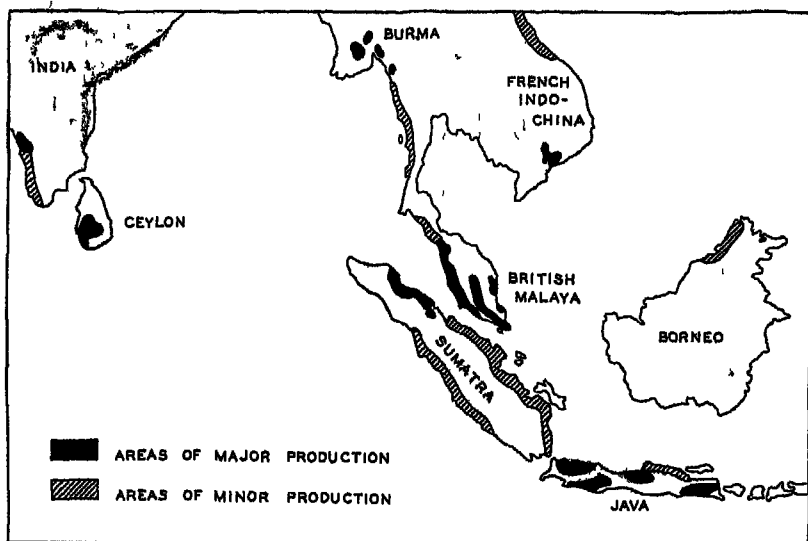 INDIA
BURMA
FRENCH
INDO-
CHINA
CEYLON
BRITISH
MALAYA
BORNEO
SUMATRA
AREAS OF MAJOR PRODUCTION
AREAS OF MINOR PRODUCTION
JAVA